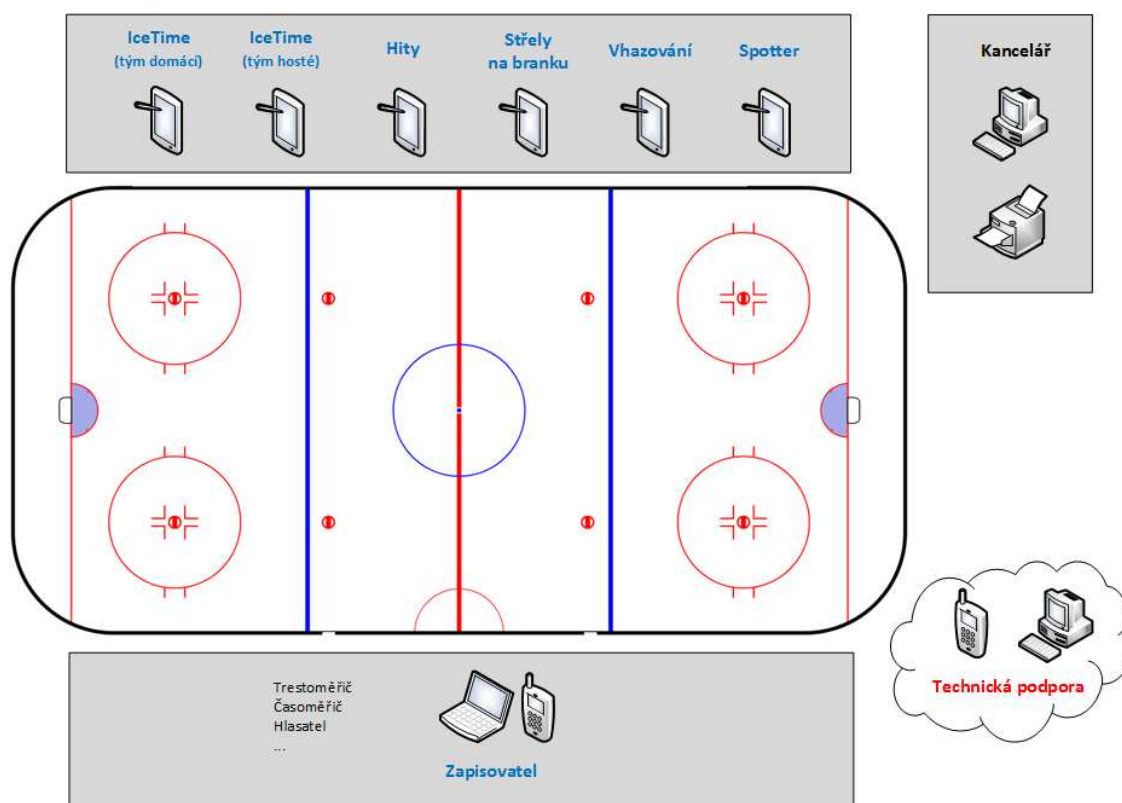 IceTime
(tým domácí)
IceTime
(tým hosté)
Hity
Střely
na branku
Vhazování
Spotter
Kancelář
Technická podpora
Trestoměřič
Časoměřič
Hlasatel
...
Zapisovatel